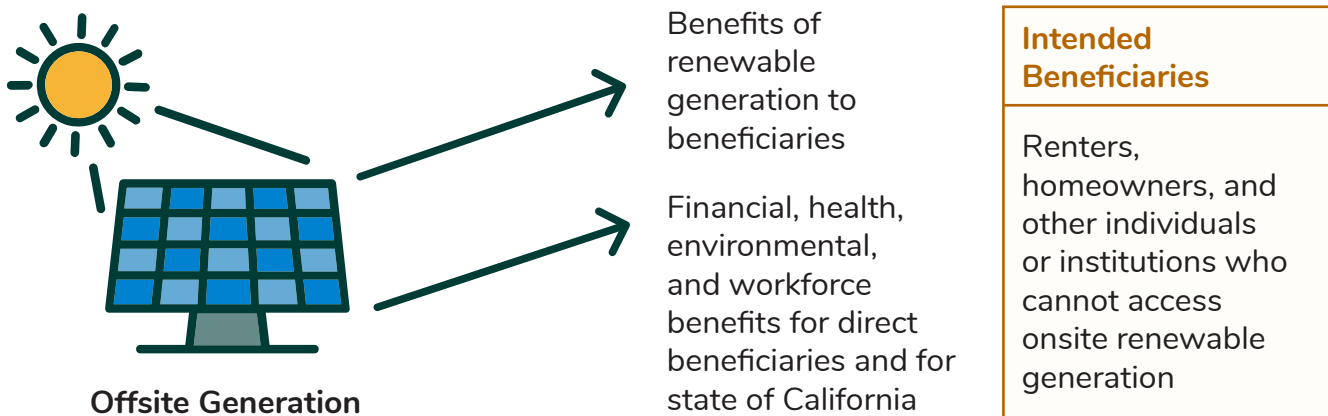 Benefits of
renewable
generation to
beneficiaries
Financial, health,
environmental,
and workforce
benefits for direct
beneficiaries and for
state of California
Offsite Generation
Intended
Beneficiaries
Renters,
homeowners, and
other individuals
or institutions who
cannot access
onsite renewable
generation